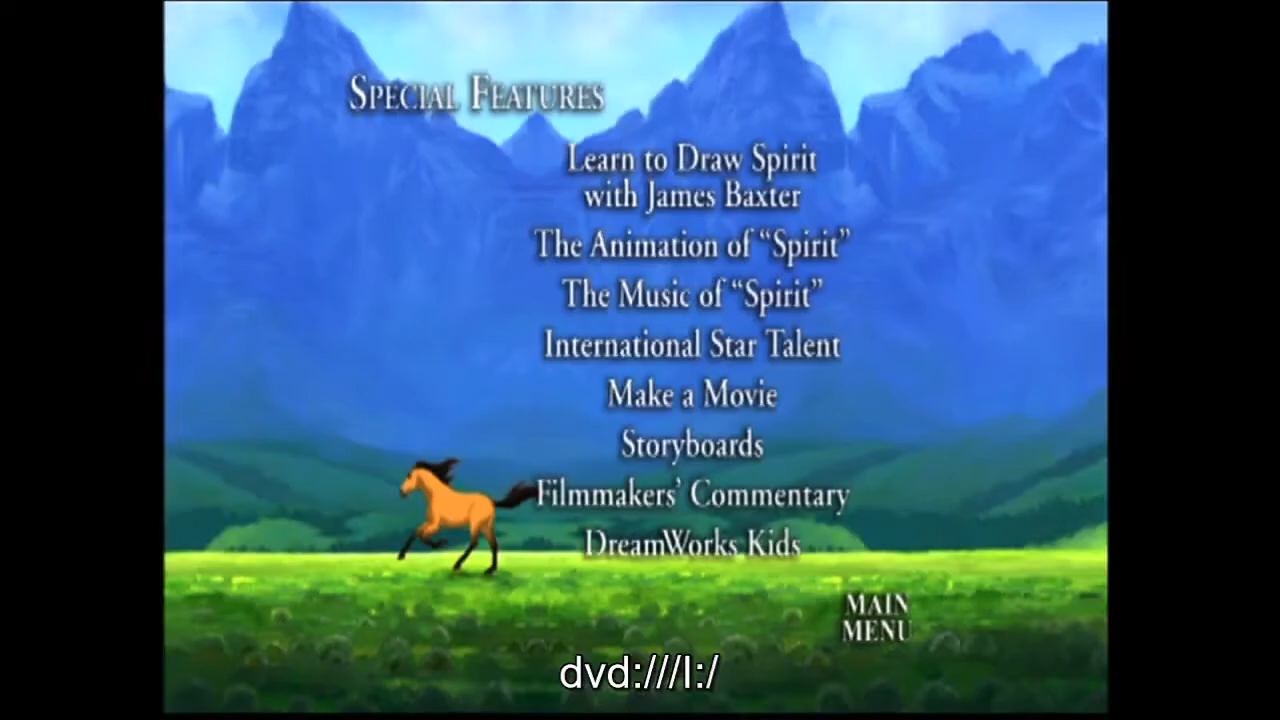 SPECIAL FEATURES
Learn to Draw Spirit
with James Baxter
The Animation of “Spirit”
The Music of “Spirit”
International Star Talent
Make a Movie
Storyboards
Filmmakers’ Commentary
DreamWorks Kids
MAIN
MENU
dvd:///I:/